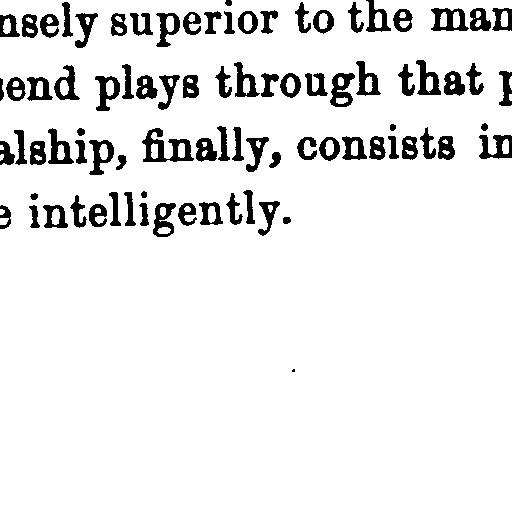 nsely superior to the man
send plays through that p
alship, finally, consists in
e intelligently.